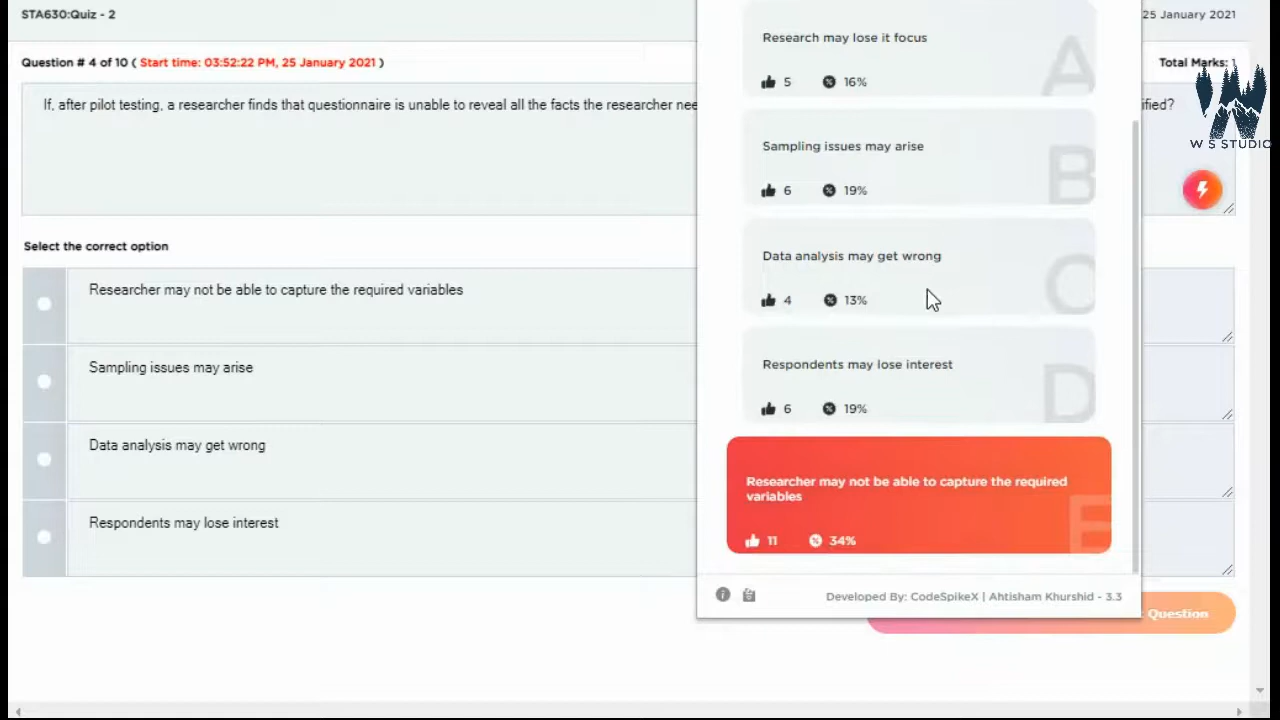 STA630:Quiz - 2
25 January 2021
Question # 4 of 10 ( Start time: 03:52:22 PM, 25 January 2021 )
Total Marks: 1
If, after pilot testing, a researcher finds that questionnaire is unable to reveal all the facts the researcher nee
ified?
W S STUDIO
Select the correct option
Researcher may not be able to capture the required variables
Sampling issues may arise
Data analysis may get wrong
Respondents may lose interest
Research may lose it focus
A
5 16%
Sampling issues may arise
B
6 19%
Data analysis may get wrong
C
4 13%
Respondents may lose interest
D
6 19%
Researcher may not be able to capture the required
variables
E
11 34%
Developed By: CodeSpikeX | Ahtisham Khurshid - 3.3
Question